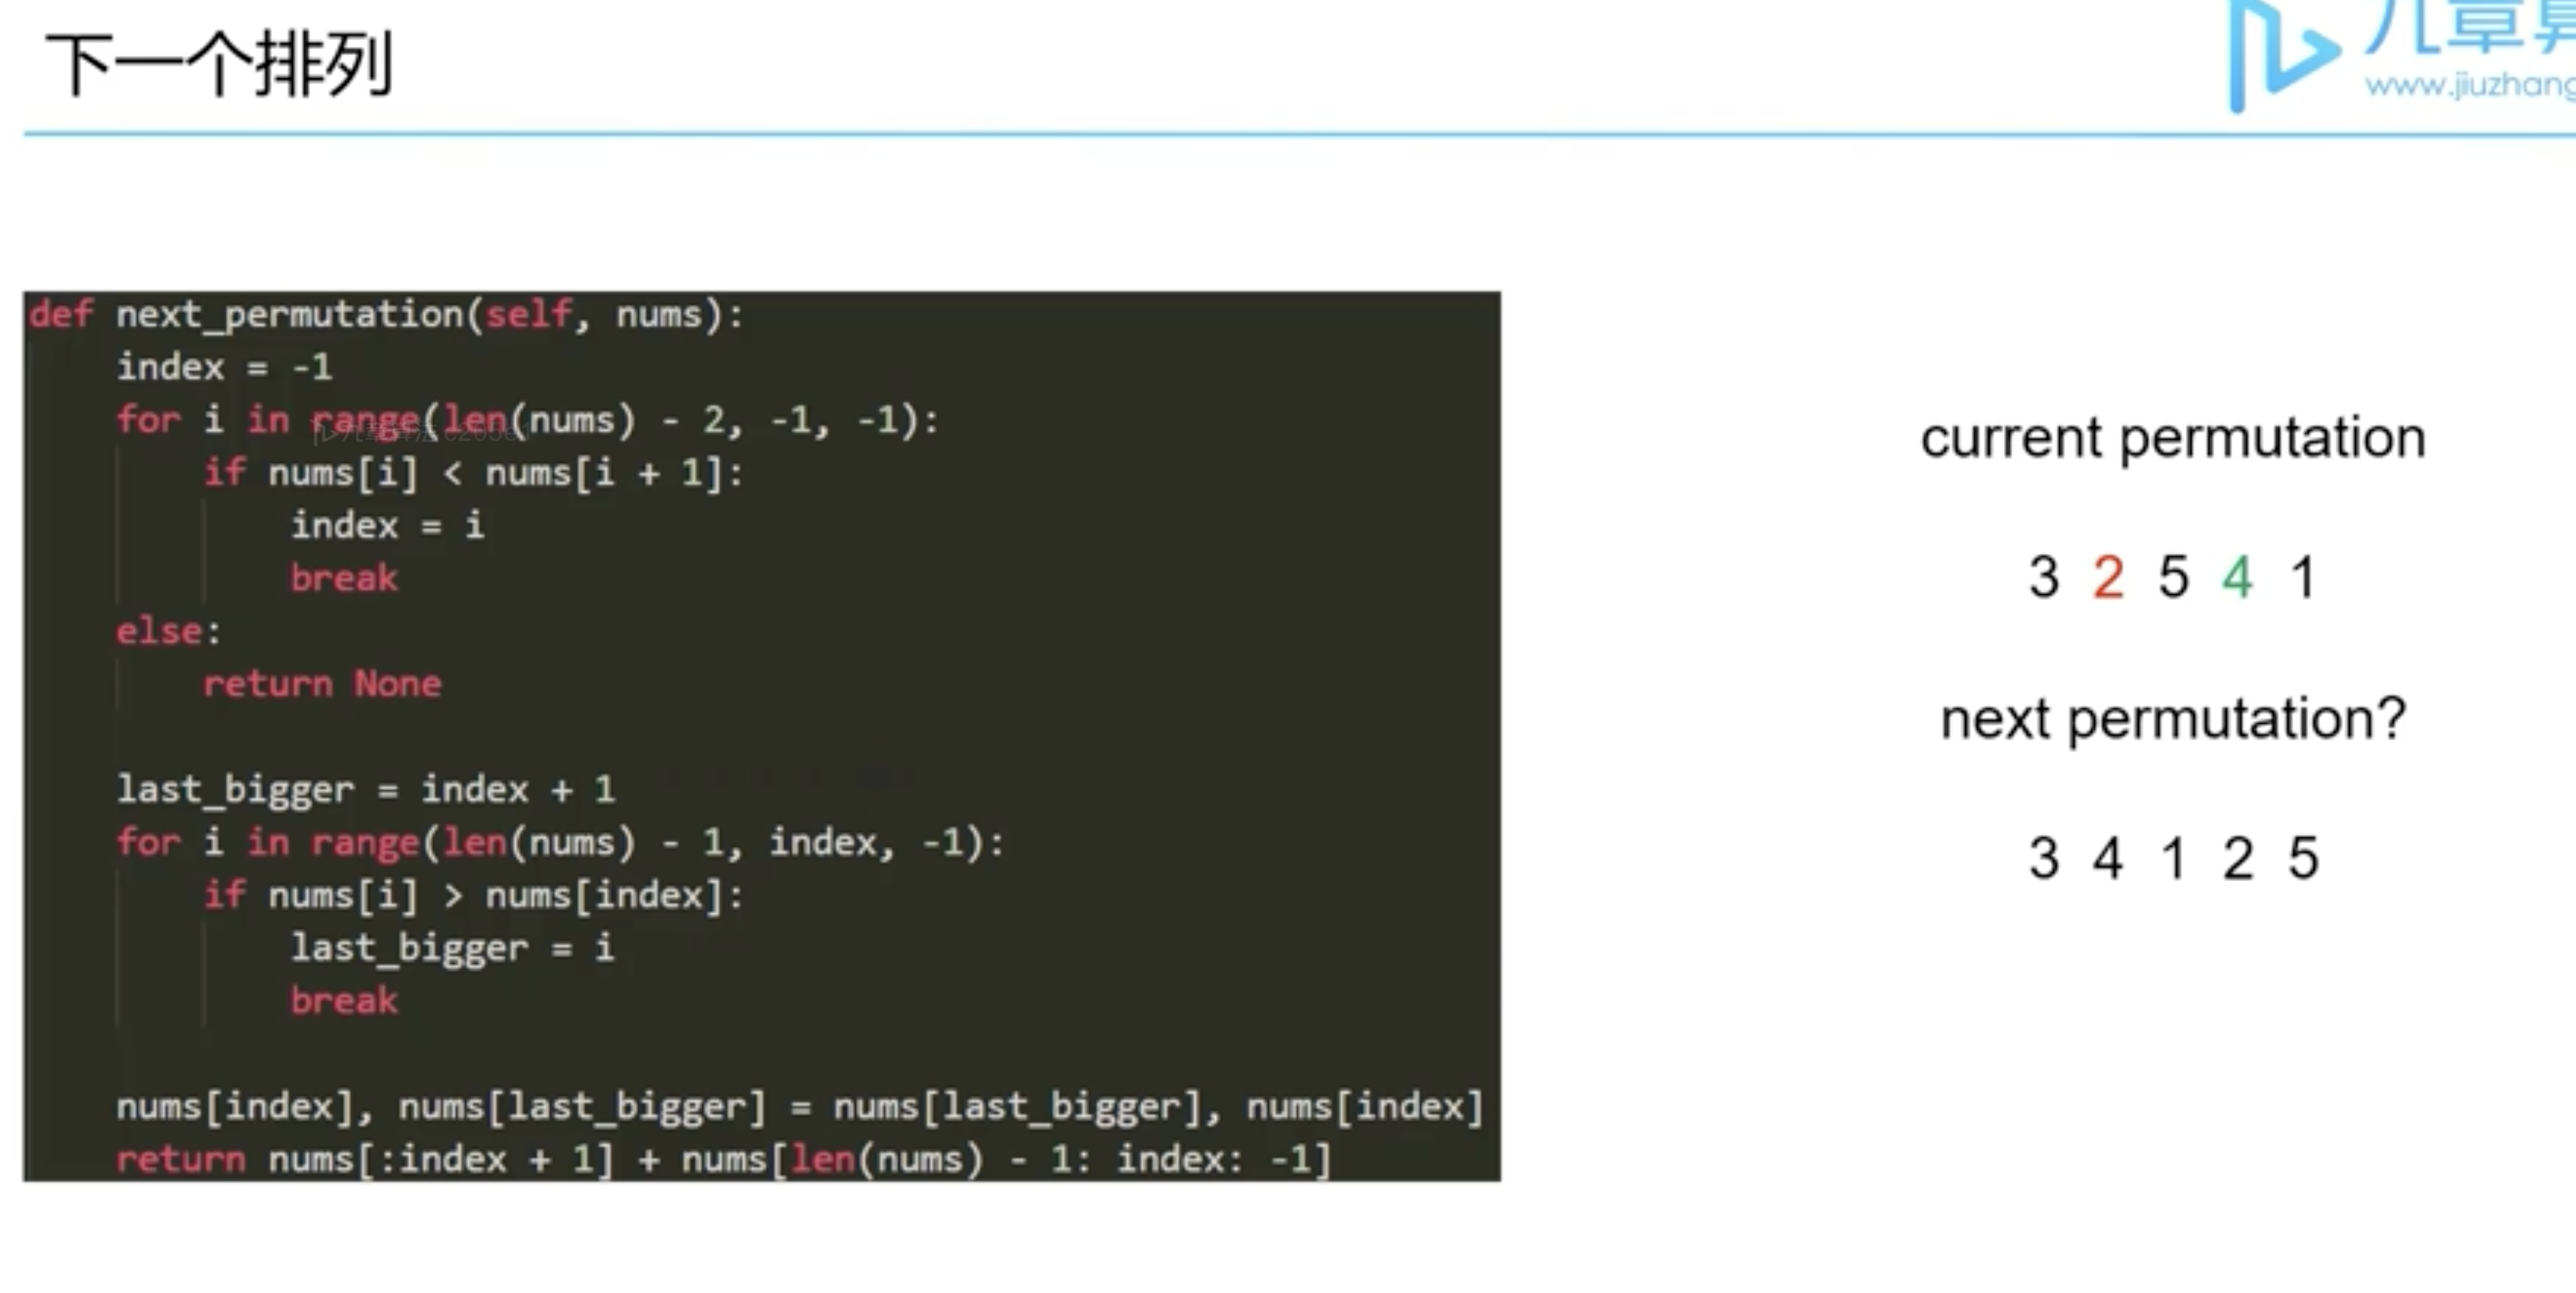 下一个排列
九章算
www.jiuzhang
def next_permutation(self, nums):
    index = -1
    for i in range(len(nums) - 2, -1, -1):
        if nums[i] < nums[i + 1]:
            index = i
            break
    else:
        return None
    last_bigger = index + 1
    for i in range(len(nums) - 1, index, -1):
        if nums[i] > nums[index]:
            last_bigger = i
            break
    nums[index], nums[last_bigger] = nums[last_bigger], nums[index]
    return nums[:index + 1] + nums[len(nums) - 1: index: -1]
current permutation
3 2 5 4 1
next permutation?
3 4 1 2 5